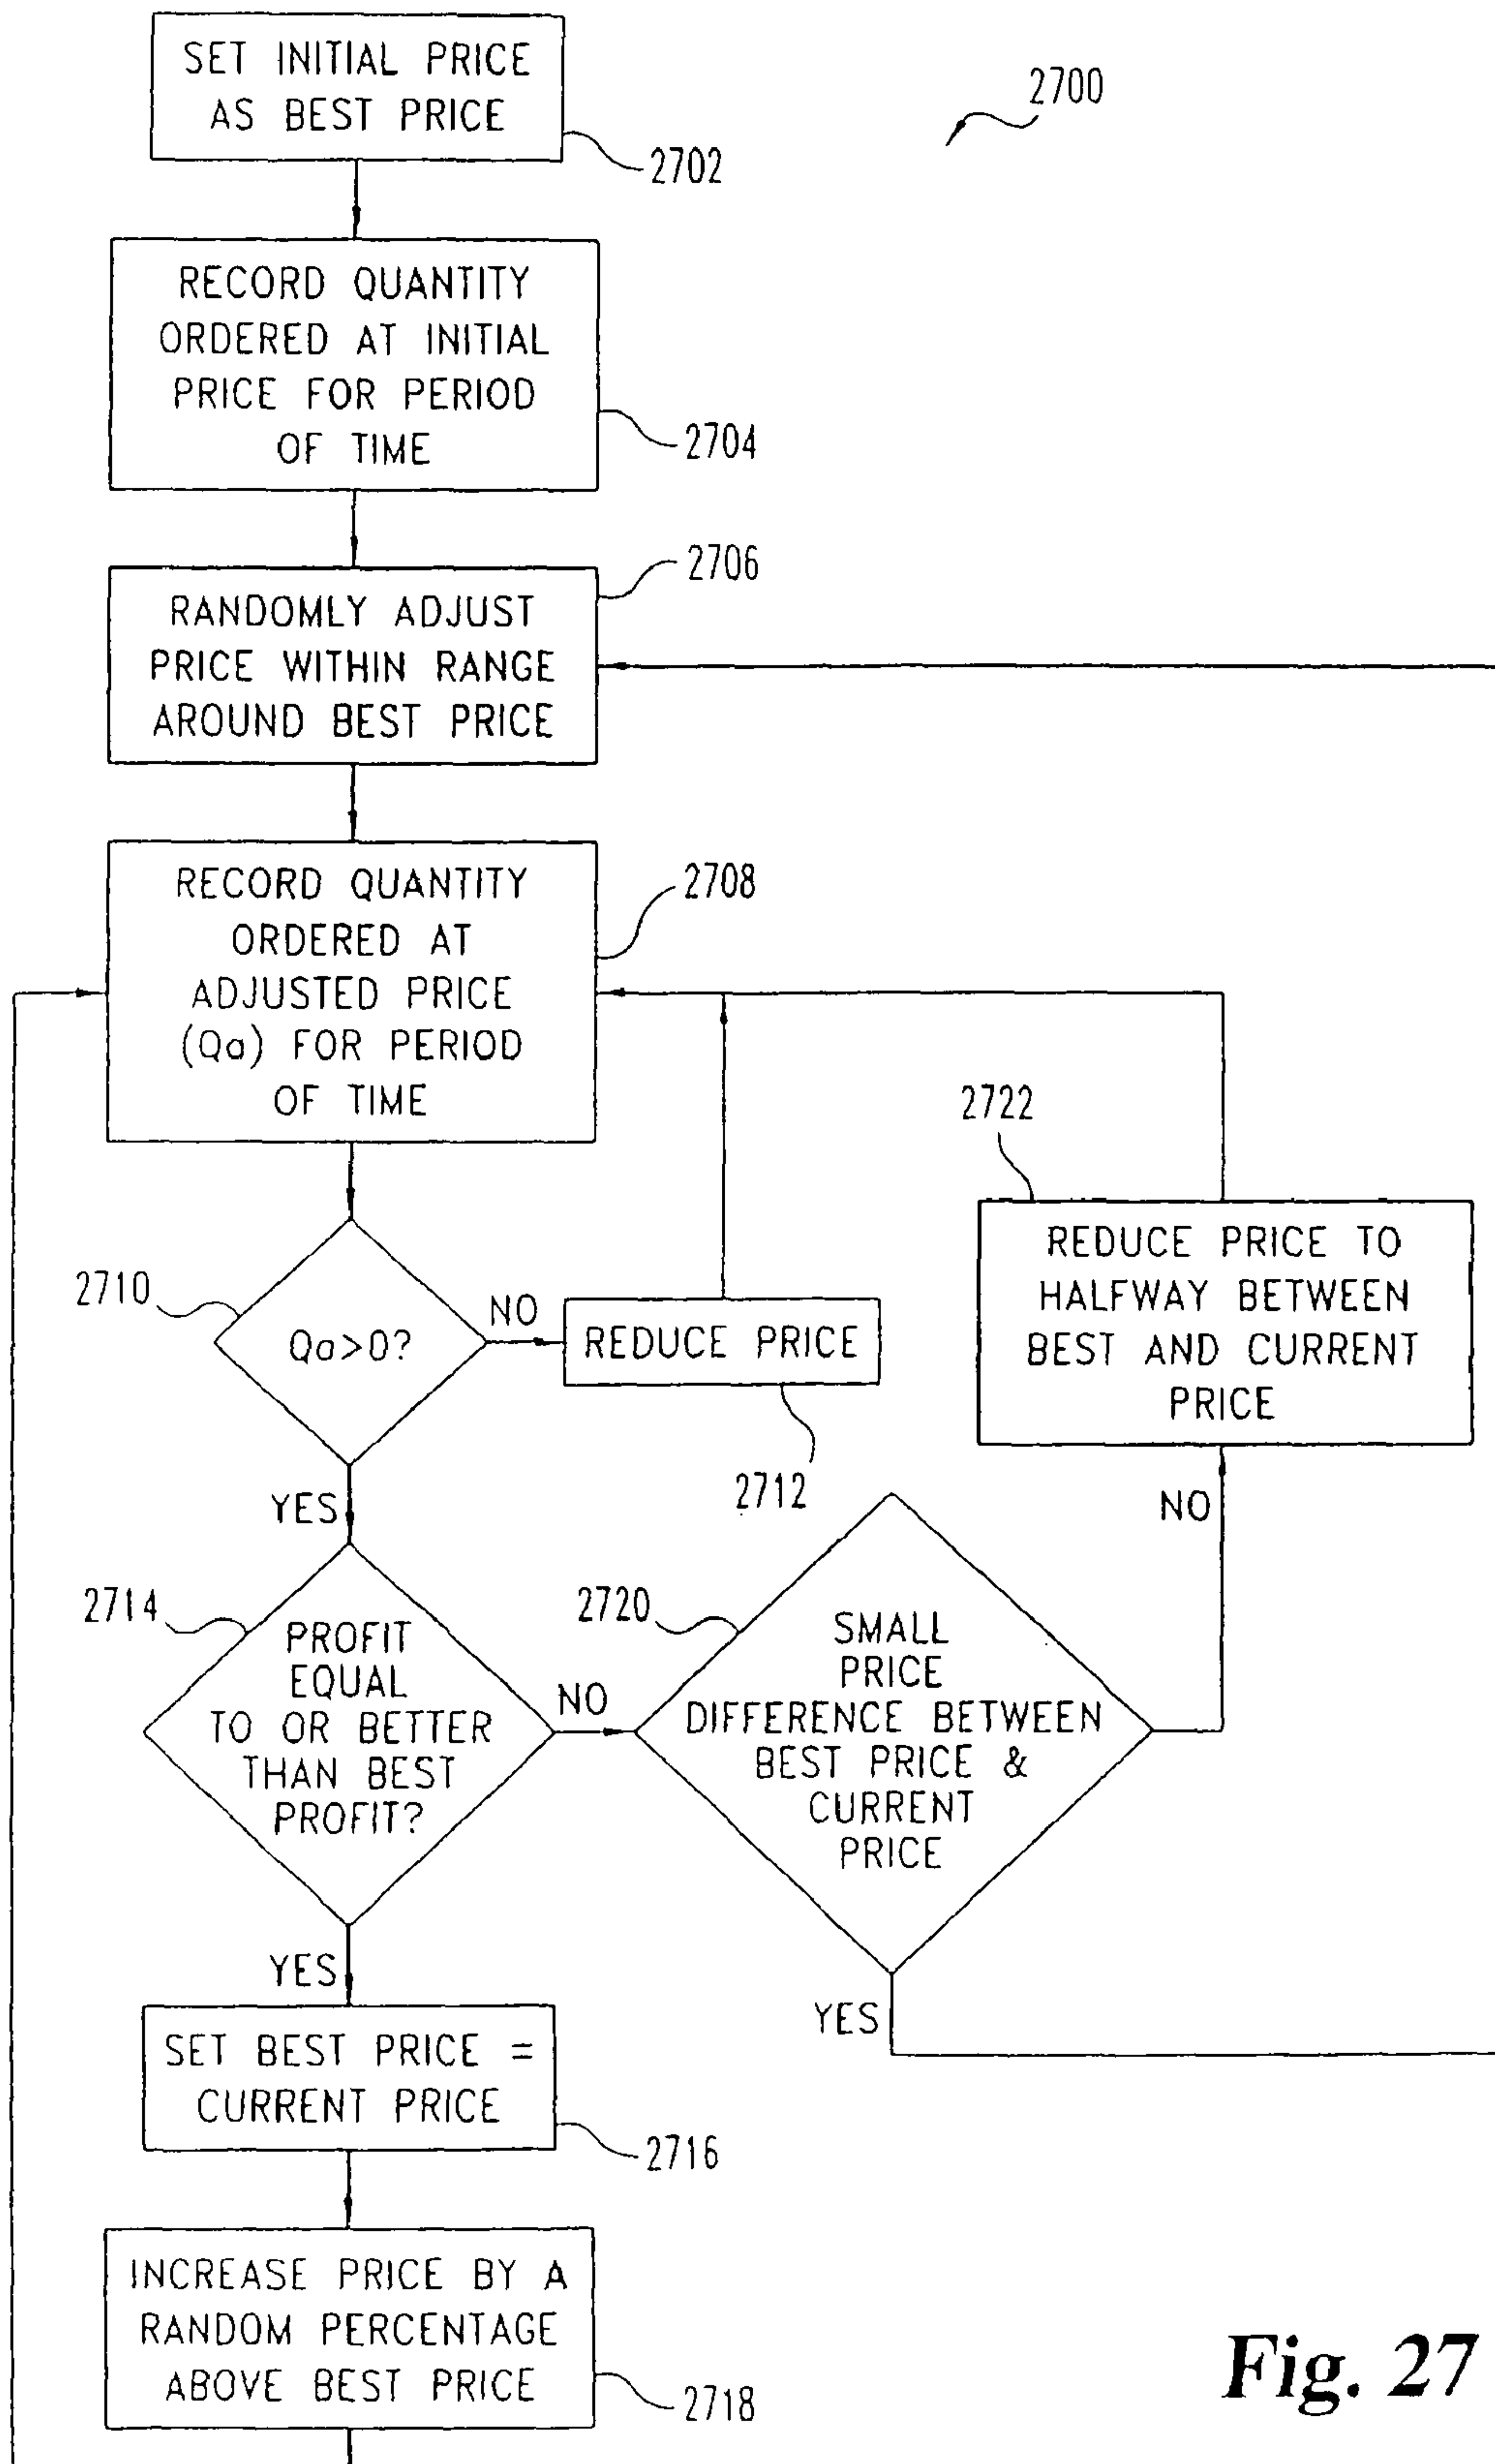 SET INITIAL PRICE
AS BEST PRICE
2700
2702
RECORD QUANTITY
ORDERED AT INITIAL
PRICE FOR PERIOD
OF TIME
2704
2706
RANDOMLY ADJUST
PRICE WITHIN RANGE
AROUND BEST PRICE
2708
RECORD QUANTITY
ORDERED AT
ADJUSTED PRICE
(Qa) FOR PERIOD
OF TIME
2722
REDUCE PRICE TO
HALFWAY BETWEEN
BEST AND CURRENT
PRICE
2710
Qa>0?
NO
REDUCE PRICE
2712
YES
NO
2714
PROFIT
EQUAL
TO OR BETTER
THAN BEST
PROFIT?
NO
2720
SMALL
PRICE
DIFFERENCE BETWEEN
BEST PRICE &
CURRENT
PRICE
YES
YES
SET BEST PRICE =
CURRENT PRICE
2716
INCREASE PRICE BY A
RANDOM PERCENTAGE
ABOVE BEST PRICE
2718
Fig. 27